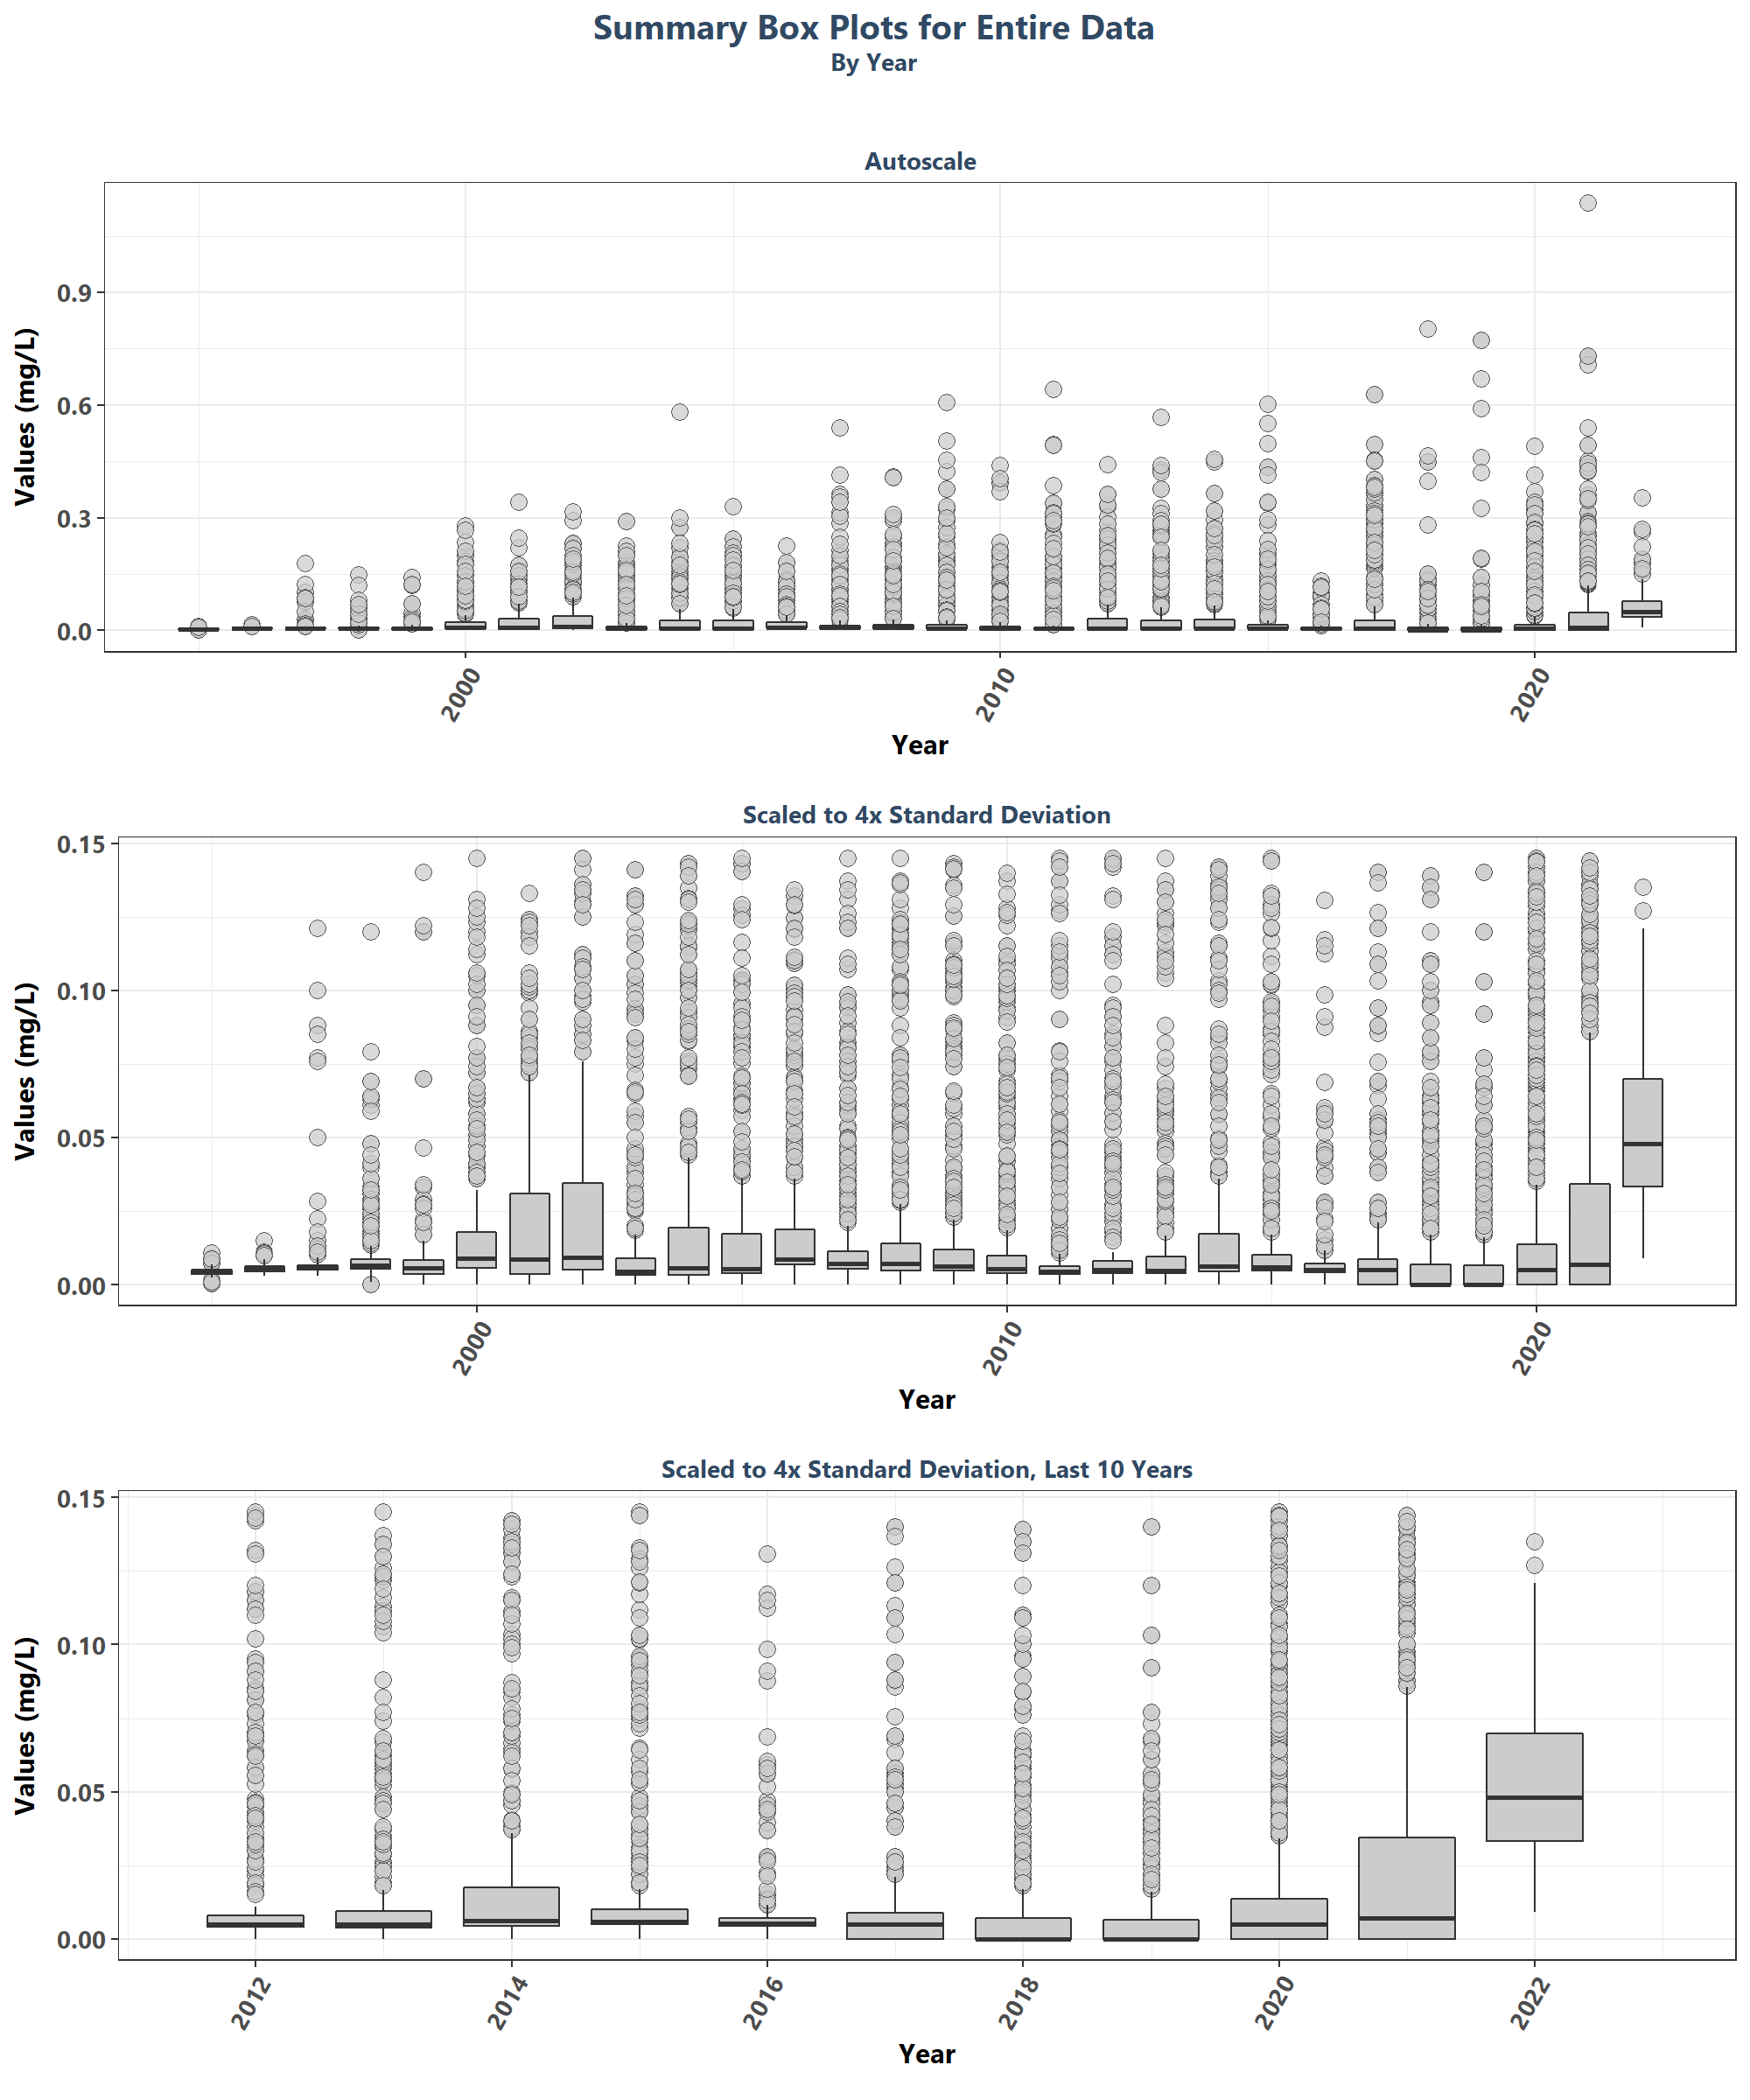 Summary Box Plots for Entire Data
By Year
Autoscale
Values (mg/L)
0.9
0.6
0.3
0.0
2000
2010
2020
Year
Scaled to 4x Standard Deviation
Values (mg/L)
0.15
0.10
0.05
0.00
2000
2010
2020
Year
Scaled to 4x Standard Deviation, Last 10 Years
Values (mg/L)
0.15
0.10
0.05
0.00
2012
2014
2016
2018
2020
2022
Year